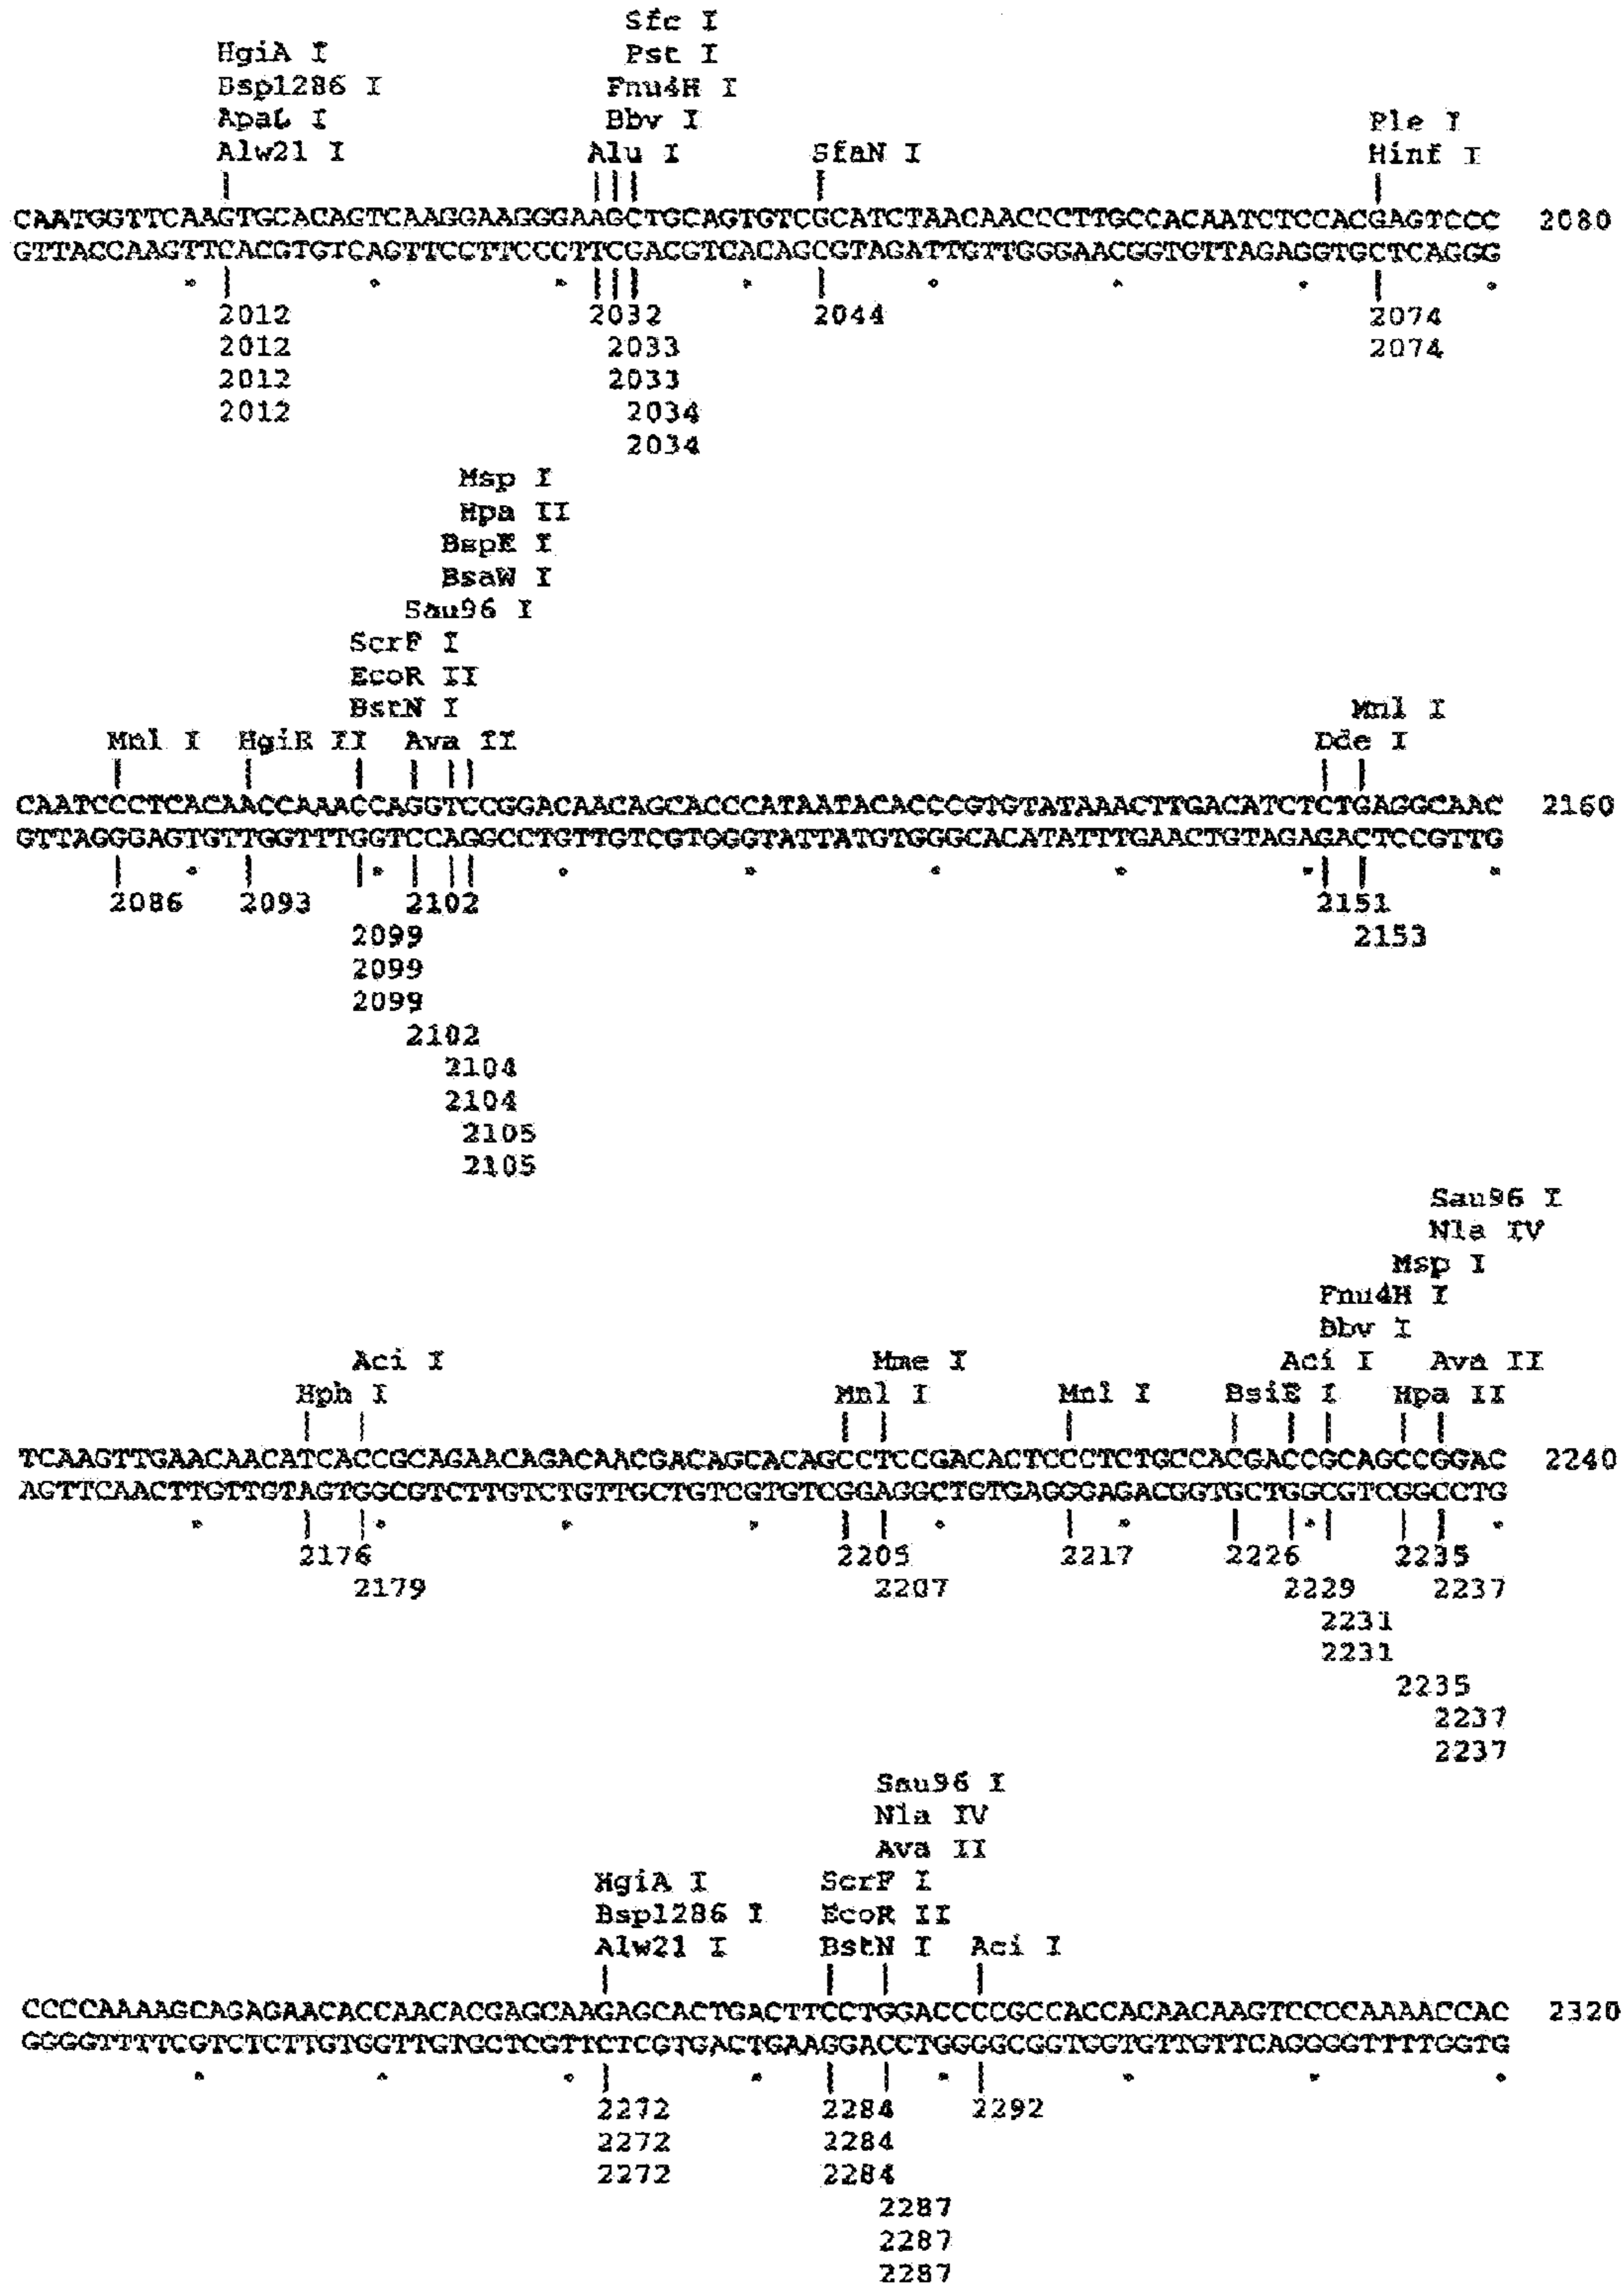 Sfc I
HgiA I Pst I
Bsp1286 I Fnu4H I
ApaL I Bbv I Ple I
Alw21 I Alu I SfaN I Hinf I
CAATGGTTCAAGTGCACAGTCAAGGAAGGGAAGCTGCAGTGTCGCATCTAACAACCCTTGCCACAATCTCCACGAGTCCC 2080
GTTACCAAGTTCACGTGTCAGTTCCTTCCCTTCGACGTCACAGCGTAGATTGTTGGGAACGGTGTTAGAGGTGCTCAGGG
2012 2032 2044 2074
2012 2033 2074
2012 2033
2012 2034
2034
Msp I
Hpa II
BspE I
BsaW I
Sau96 I
ScrF I
EcoR II
BstN I Mnl I
Mnl I HgiE II Ava II Dde I
CAATCCCTCACAACCAAACCAGGTCCGGACAACAGCACCCATAATACACCCGTGTATAAACTTGACATCTCTGAGGCAAC 2160
GTTAGGGAGTGTTGGTTTGGTCCAGGCCTGTTGTCGTGGGTATTATGTGGGCACATATTTGAACTGTAGAGACTCCGTTG
2086 2093 2102 2151
2099 2153
2099
2099
2102
2104
2104
2105
2105
Sau96 I
Nla IV
Msp I
Fnu4H I
Bbv I
Aci I Mme I Aci I Ava II
Hph I Mnl I Mnl I BsiE I Hpa II
TCAAGTTGAACAACATCACCGCAGAACAGACAACGACAGCACAGCCTCCGACACTCCCTCTGCCACGACCGCAGCCGGAC 2240
AGTTCAACTTGTTGTAGTGGCGTCTTGTCTGTTGCTGTCGTGTCGGAGGCTGTGAGGGAGACGGTGCTGGCGTCGGCCTG
2176 2205 2217 2226 2235
2179 2207 2229 2237
2231
2231
2235
2237
2237
Sau96 I
Nla IV
Ava II
HgiA I ScrF I
Bsp1286 I EcoR II
Alw21 I BstN I Aci I
CCCCAAAAGCAGAGAACACCAACACGAGCAAGAGCACTGACTTCCTGGACCCCGCCACCACAACAAGTCCCCAAAACCAC 2320
GGGGTTTTCGTCTCTTGTGGTTGTGCTCGTTCTCGTGACTGAAGGACCTGGGGCGGTGGTGTTGTTCAGGGGTTTTGGTG
2272 2284 2292
2272 2284
2272 2284
2287
2287
2287